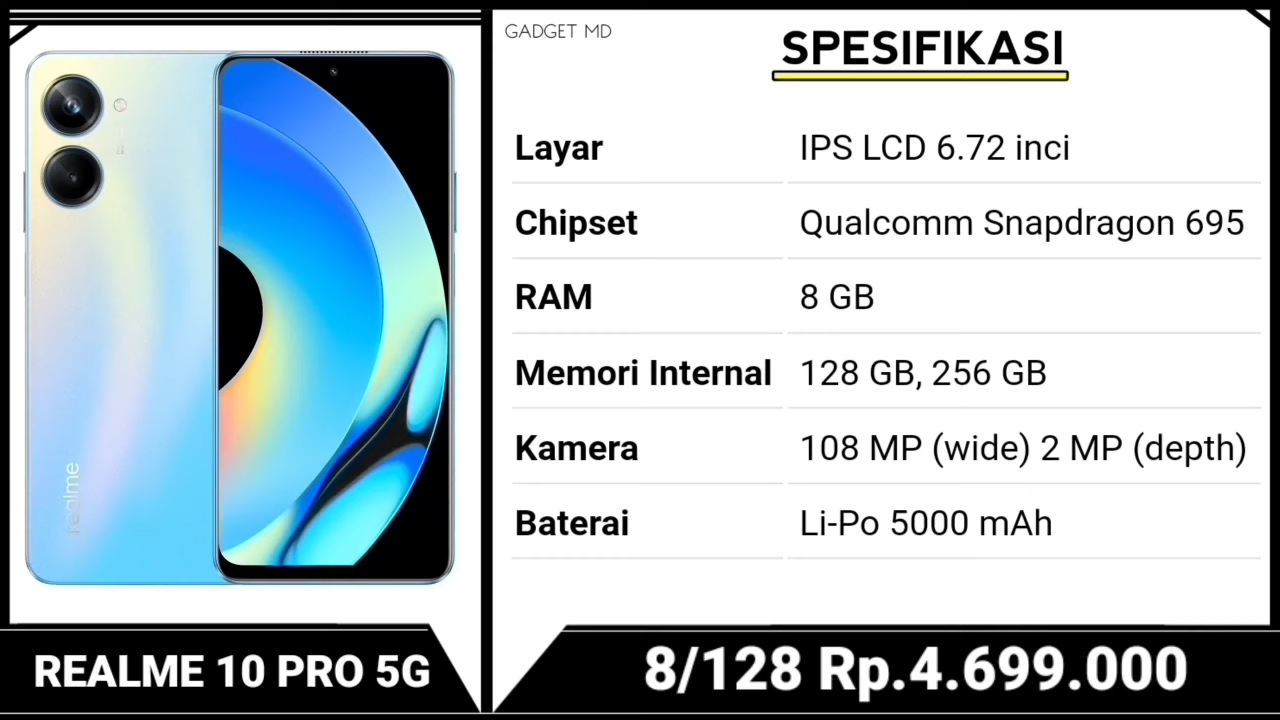 GADGET MD
SPESIFIKASI
Layar IPS LCD 6.72 inci
Chipset Qualcomm Snapdragon 695
RAM 8 GB
Memori Internal 128 GB, 256 GB
Kamera 108 MP (wide) 2 MP (depth)
Baterai Li-Po 5000 mAh
realme
REALME 10 PRO 5G
8/128 Rp.4.699.000